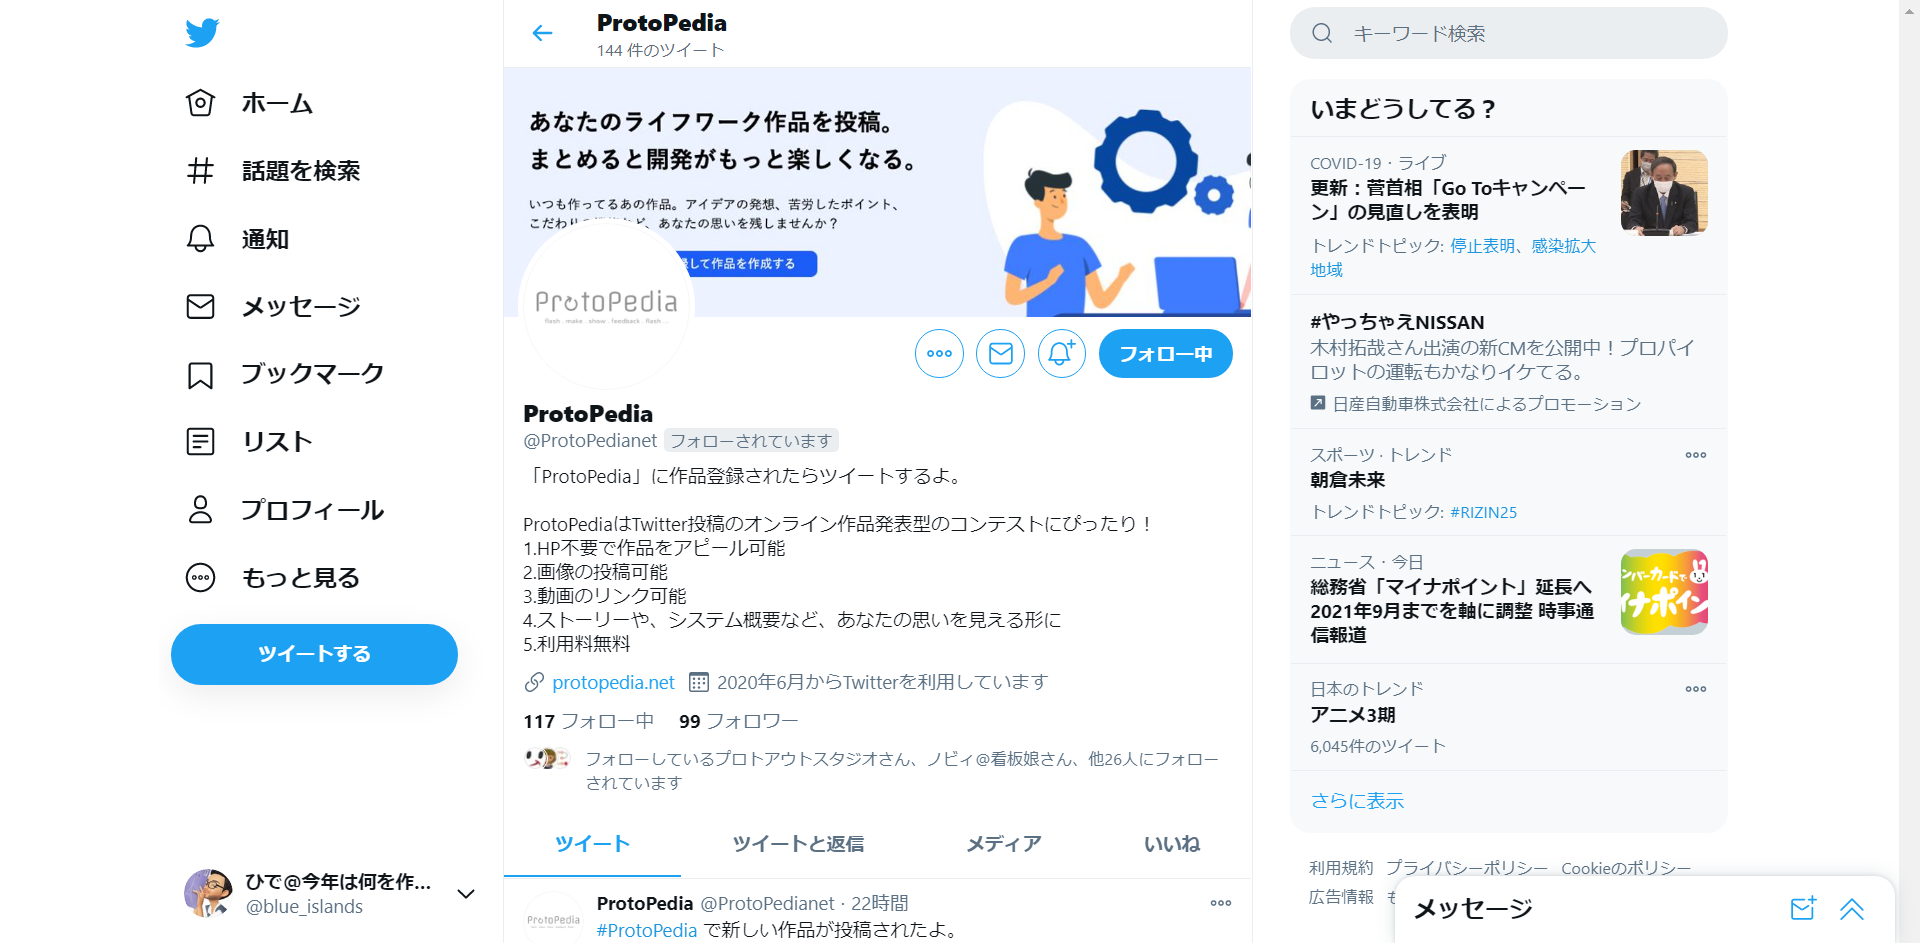 ホーム
話題を検索
通知
メッセージ
ブックマーク
リスト
プロフィール
もっと見る
ツイートする
ひで@今年は何を作...
@blue_islands
ProtoPedia
144 件のツイート
あなたのライフワーク作品を投稿。
まとめると開発がもっと楽しくなる。
いつも作ってるあの作品。アイデアの発想、苦労したポイント、
こだわり ど、あなたの思いを残しませんか？
して作品を作成する
ProtoPedia
flash . make . show . feedback . flash ...
フォロー中
ProtoPedia
@ProtoPedianet フォローされています
「ProtoPedia」に作品登録されたらツイートするよ。
ProtoPediaはTwitter投稿のオンライン作品発表型のコンテストにぴったり！
1.HP不要で作品をアピール可能
2.画像の投稿可能
3.動画のリンク可能
4.ストーリーや、システム概要など、あなたの思いを見える形に
5.利用料無料
protopedia.net 2020年6月からTwitterを利用しています
117 フォロー中 99 フォロワー
フォローしているプロトアウトスタジオさん、ノビィ@看板娘さん、他26人にフォロー
されています
ツイート ツイートと返信 メディア いいね
ProtoPedia
ProtoPedia @ProtoPedianet · 22時間
#ProtoPedia で新しい作品が投稿されたよ。
キーワード検索
いまどうしてる？
COVID-19・ライブ
更新：菅首相「Go Toキャンペー
ン」の見直しを表明
トレンドトピック: 停止表明、感染拡大
地域
#やっちゃえNISSAN
木村拓哉さん出演の新CMを公開中！プロパイ
ロットの運転もかなりイケてる。
日産自動車株式会社によるプロモーション
スポーツ · トレンド
朝倉未来
トレンドトピック: #RIZIN25
ニュース・今日
総務省「マイナポイント」延長へ
2021年9月までを軸に調整 時事通
信報道
ンバーカードで
イナポイン
日本のトレンド
アニメ3期
6,045件のツイート
さらに表示
利用規約 プライバシーポリシー Cookieのポリシー
広告情報 も
メッセージ